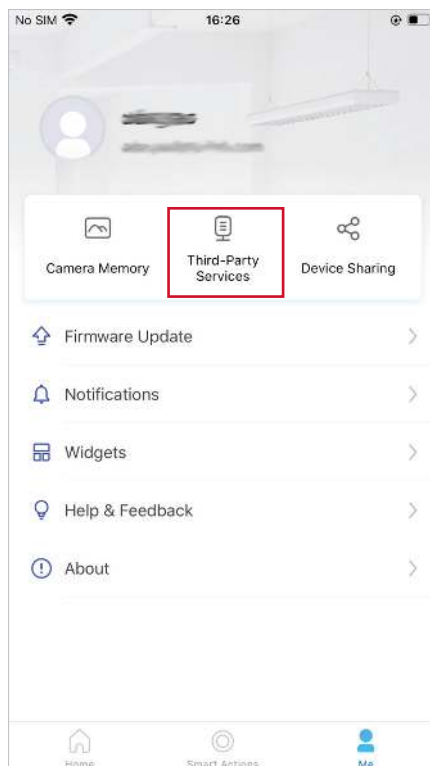 No SIM 16:26
Camera Memory
Third-Party
Services
Device Sharing
Firmware Update
Notifications
Widgets
Help & Feedback
About
Home Smart Actions Me